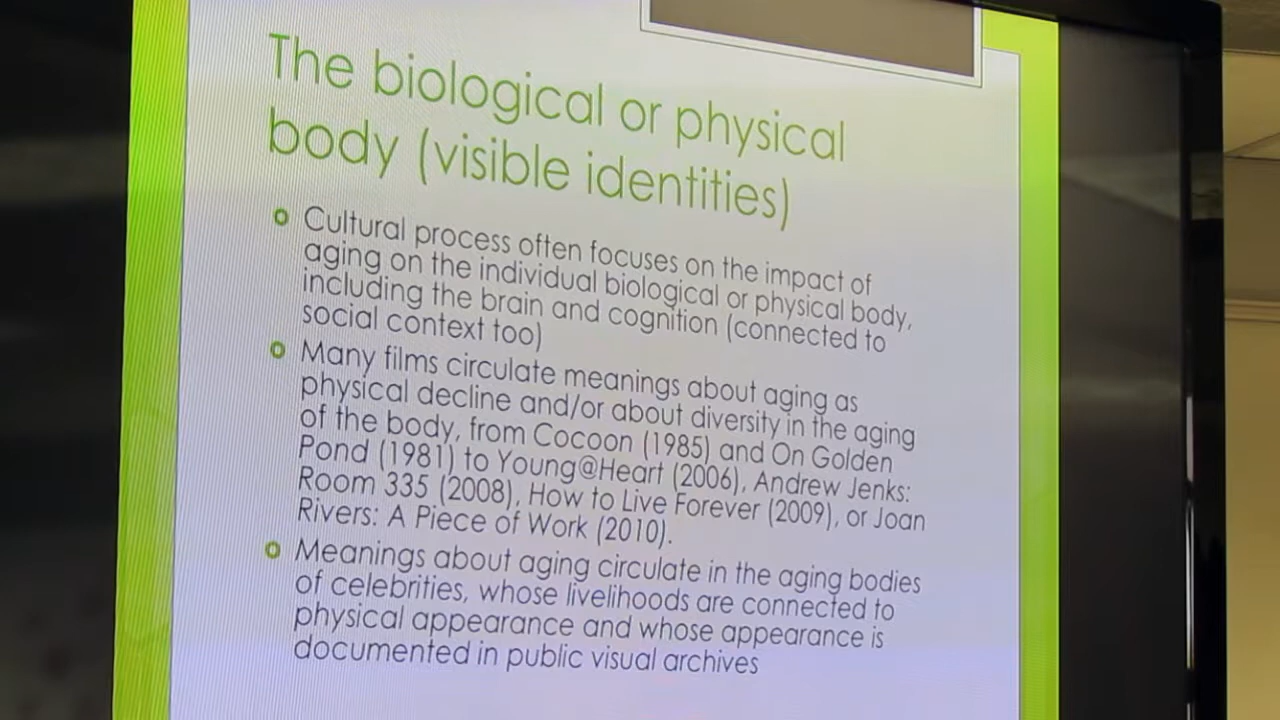 The biological or physical
body (visible identities)
Cultural process often focuses on the impact of
aging on the individual biological or physical body,
including the brain and cognition (connected to
social context too)
Many films circulate meanings about aging as
physical decline and/or about diversity in the aging
of the body, from Cocoon (1985) and On Golden
Pond (1981) to Young@Heart (2006), Andrew Jenks:
Room 335 (2008), How to Live Forever (2009), or Joan
Rivers: A Piece of Work (2010).
Meanings about aging circulate in the aging bodies
of celebrities, whose livelihoods are connected to
physical appearance and whose appearance is
documented in public visual archives